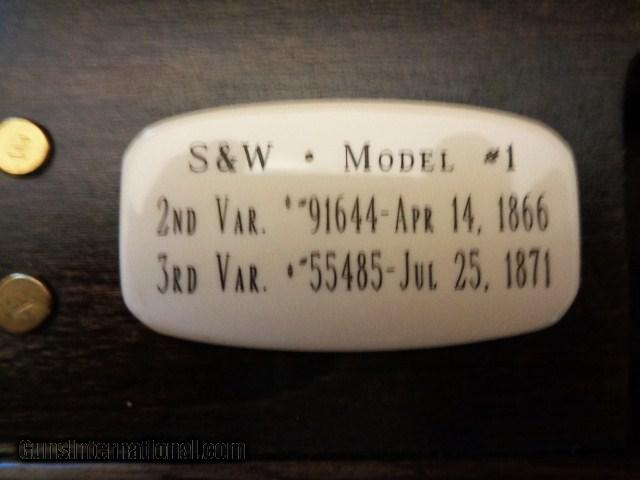 S&W • Model #1
2nd Var. •#91644-Apr 14, 1866
3rd Var. •#55485-Jul 25, 1871
GunsInternational.com